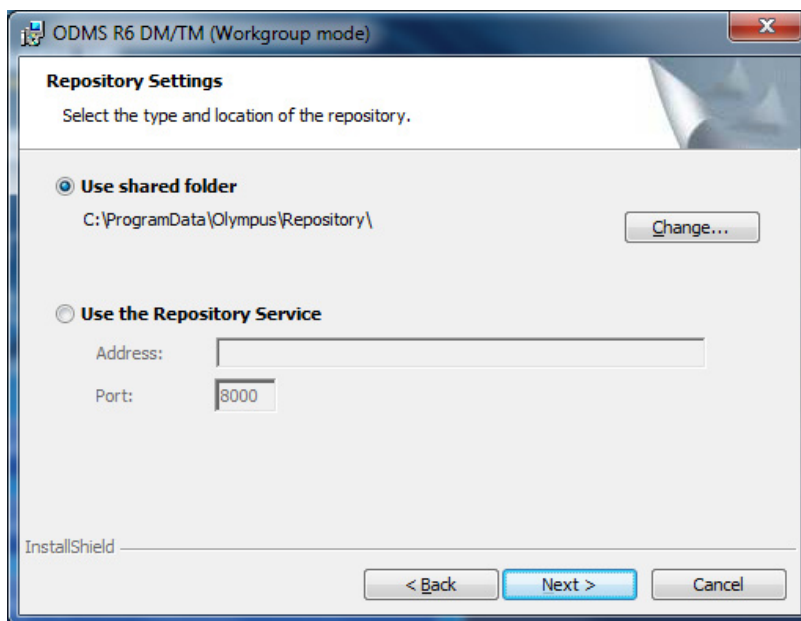 ODMS R6 DM/TM (Workgroup mode)
Repository Settings
Select the type and location of the repository.
Use shared folder
C:\ProgramData\Olympus\Repository\
Change...
Use the Repository Service
Address:
Port:
8000
InstallShield
< Back
Next >
Cancel